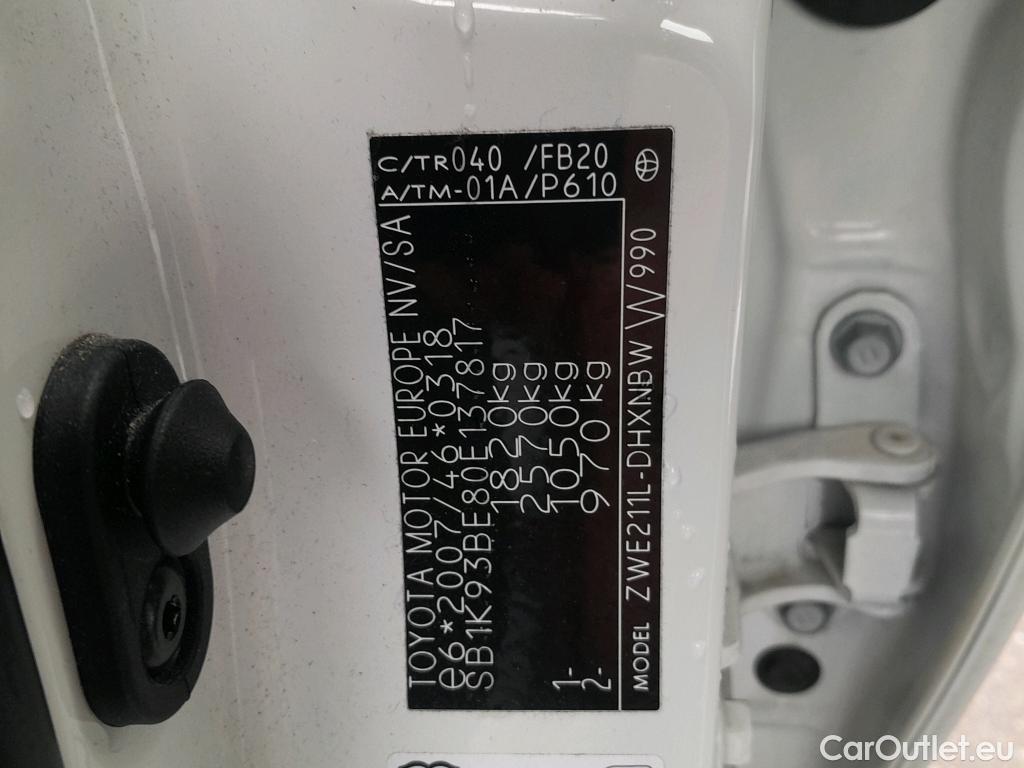 C/TR040 /FB20
A/TM-01A/P610
TOYOTA MOTOR EUROPE NV/SA
e6*2007/46*0318
SB1K93BE80E137817
1820kg
2570kg
1- 1050kg
2- 970kg
MODEL ZWE211L-DHXNBW W990
CarOutlet.eu